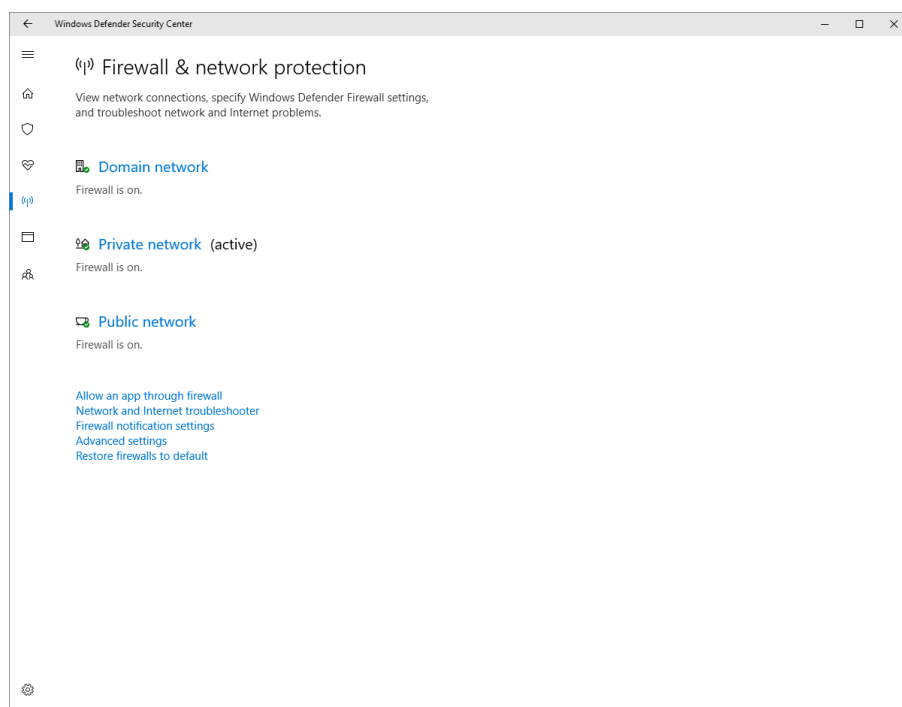 Windows Defender Security Center
Firewall & network protection
View network connections, specify Windows Defender Firewall settings,
and troubleshoot network and Internet problems.
Domain network
Firewall is on.
Private network (active)
Firewall is on.
Public network
Firewall is on.
Allow an app through firewall
Network and Internet troubleshooter
Firewall notification settings
Advanced settings
Restore firewalls to default